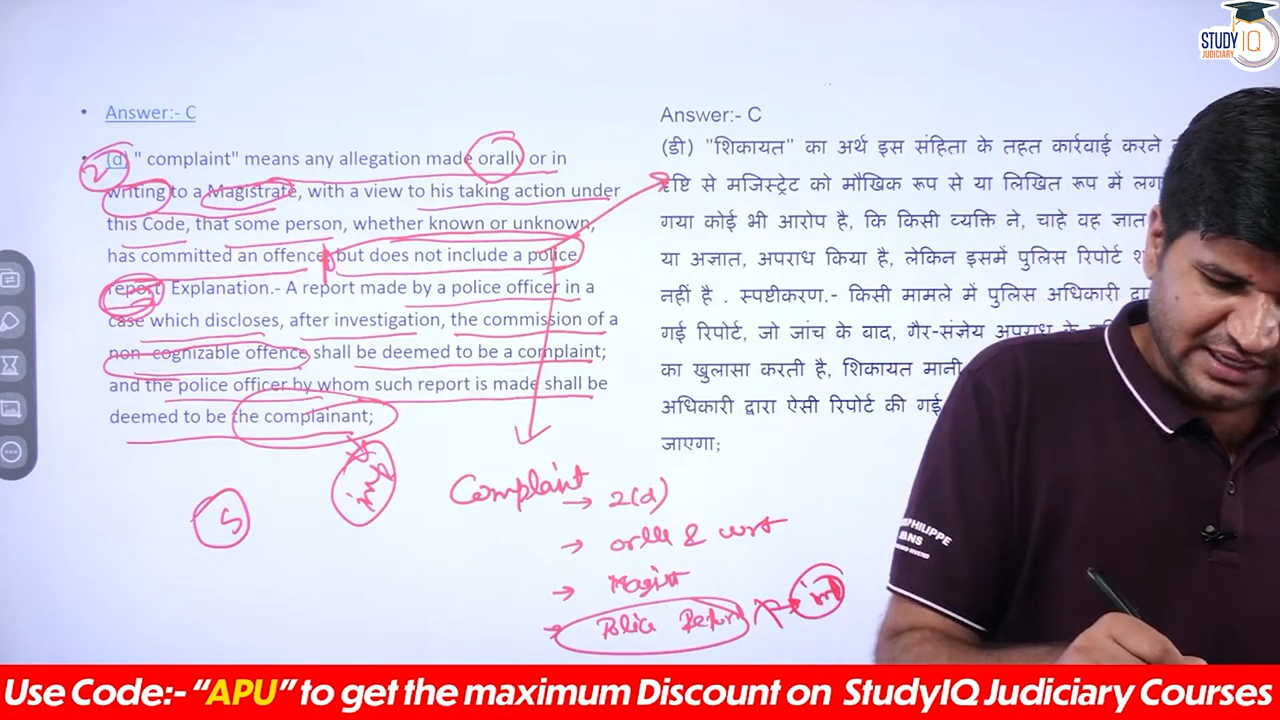 STUDY IQ
JUDICIARY
• Answer:- C
• (d) " complaint" means any allegation made orally or in
writing to a Magistrate, with a view to his taking action under
this Code, that some person, whether known or unknown,
has committed an offence, but does not include a police
report. Explanation.- A report made by a police officer in a
case which discloses, after investigation, the commission of a
non- cognizable offence shall be deemed to be a complaint;
and the police officer by whom such report is made shall be
deemed to be the complainant;
imp
5
Answer:- C
(डी) "शिकायत" का अर्थ इस संहिता के तहत कार्रवाई करने
दृष्टि से मजिस्ट्रेट को मौखिक रूप से या लिखित रूप में
गया कोई भी आरोप है, कि किसी व्यक्ति ने, चाहे वह ज्ञात
या अज्ञात, अपराध किया है, लेकिन इसमें पुलिस रिपोर्ट
नहीं है . स्पष्टीकरण.- किसी मामले में पुलिस अधिकारी
गई रिपोर्ट, जो जांच के बाद, गैर-संज्ञेय अपराध के
का खुलासा करती है, शिकायत मानी
अधिकारी द्वारा ऐसी रिपोर्ट की गई
जाएगा;
Complaint
→ 2(d)
→ &
→ Magist
→ Police Report X →
PHILIPPE
Use Code:- “APU” to get the maximum Discount on StudyIQ Judiciary Courses